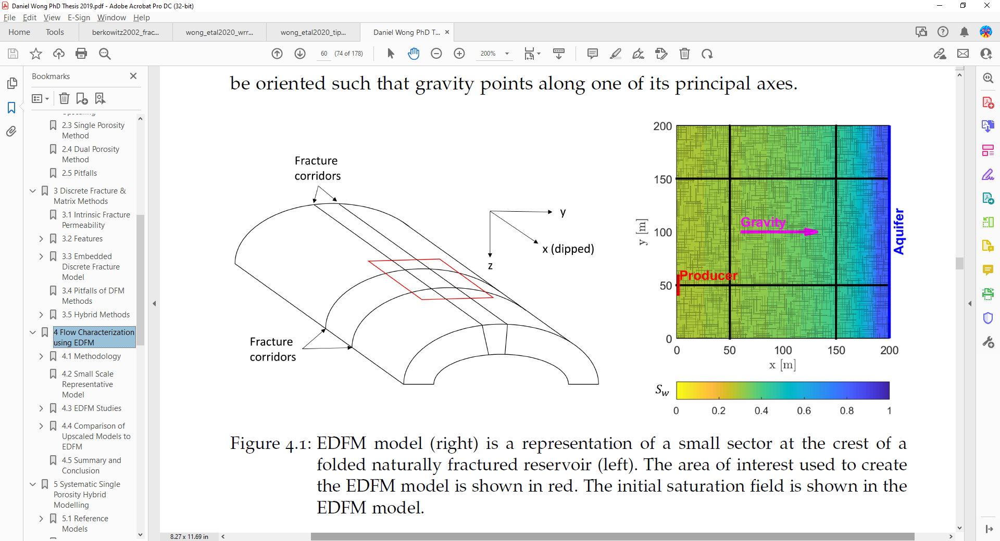 Daniel Wong PhD Thesis 2019.pdf - Adobe Acrobat Pro DC (32-bit)
File Edit View E-Sign Window Help
Home Tools berkowitz2002_frac... wong_etal2020_wrr... wong_etal2020_tip... Daniel Wong PhD T...
60 (74 of 178) 200%
Bookmarks
2.3 Single Porosity
Method
2.4 Dual Porosity
Method
2.5 Pitfalls
3 Discrete Fracture &
Matrix Methods
3.1 Intrinsic Fracture
Permeability
3.2 Features
3.3 Embedded
Discrete Fracture
Model
3.4 Pitfalls of DFM
Methods
3.5 Hybrid Methods
4 Flow Characterization
using EDFM
4.1 Methodology
4.2 Small Scale
Representative
Model
4.3 EDFM Studies
4.4 Comparison of
Upscaled Models to
EDFM
4.5 Summary and
Conclusion
5 Systematic Single
Porosity Hybrid
Modelling
5.1 Reference
Models
be oriented such that gravity points along one of its principal axes.
Fracture
corridors
y
x (dipped)
z
Fracture
corridors
200
150
100
50
0
y [m]
Gravity
Producer
Aquifer
0 50 100 150 200
x [m]
Sw
0 0.2 0.4 0.6 0.8 1
Figure 4.1: EDFM model (right) is a representation of a small sector at the crest of a
folded naturally fractured reservoir (left). The area of interest used to create
the EDFM model is shown in red. The initial saturation field is shown in the
EDFM model.
8.27 x 11.69 in